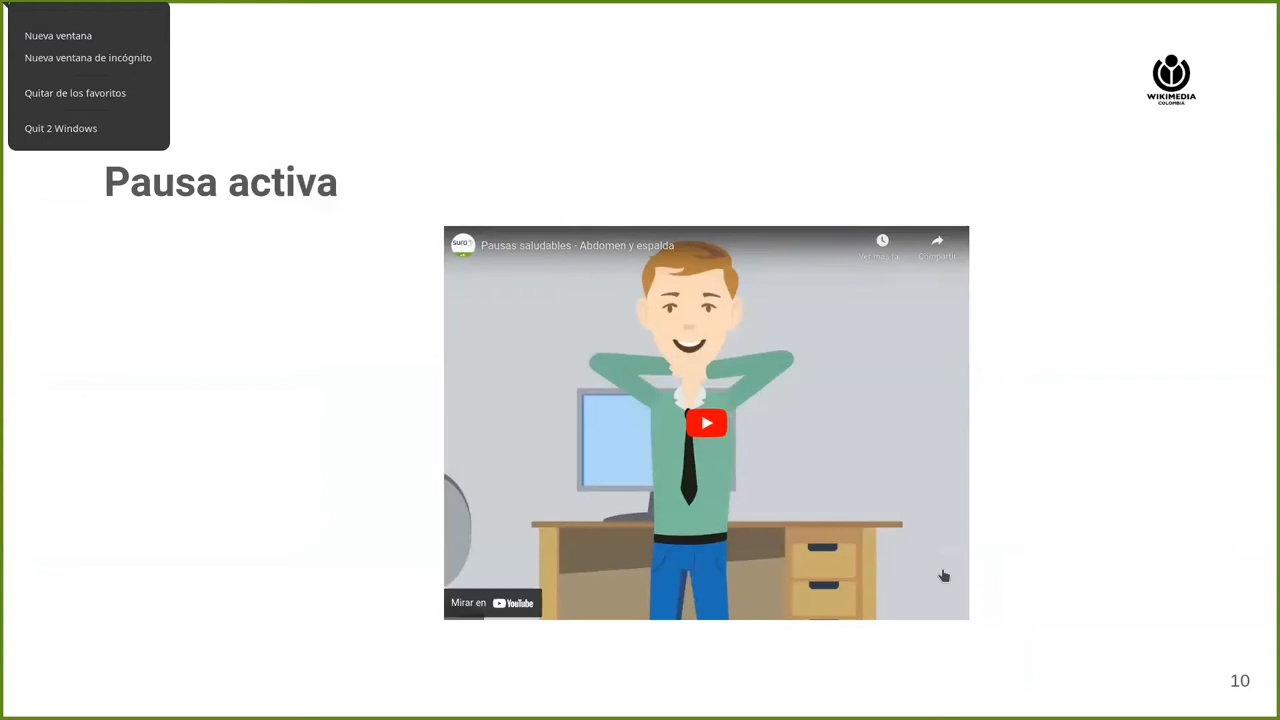 Nueva ventana
Nueva ventana de incógnito
Quitar de los favoritos
Quit 2 Windows
WIKIMEDIA
COLOMBIA
Pausa activa
sura
Pausas saludables - Abdomen y espalda
Ver más ta...
Compartir
Mirar en YouTube
10